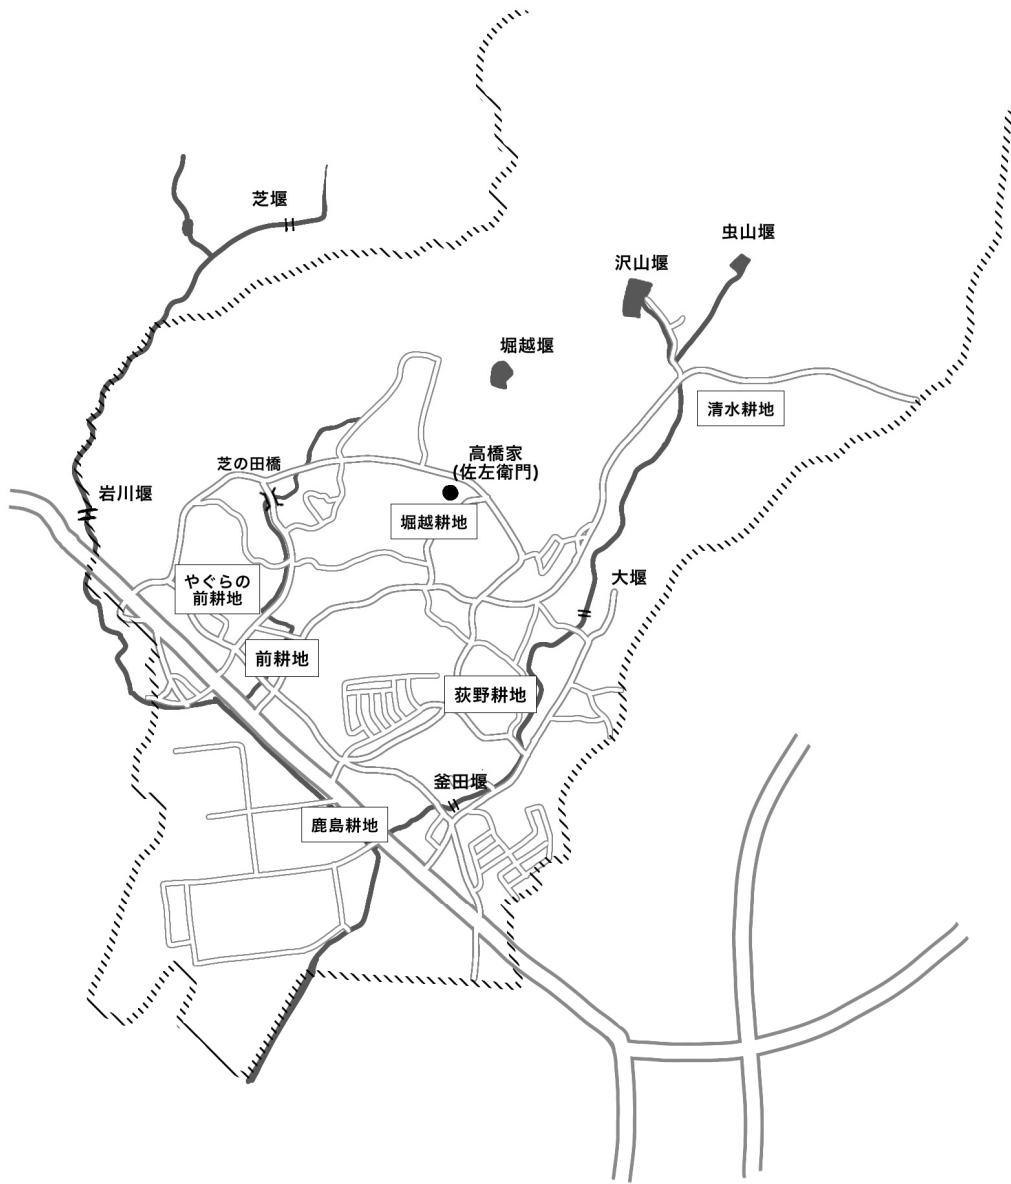 芝堰
虫山堰
沢山堰
堀越堰
清水耕地
高橋家
(佐左衛門)
芝の田橋
岩川堰
堀越耕地
やぐらの
前耕地
大堰
前耕地
荻野耕地
釜田堰
鹿島耕地